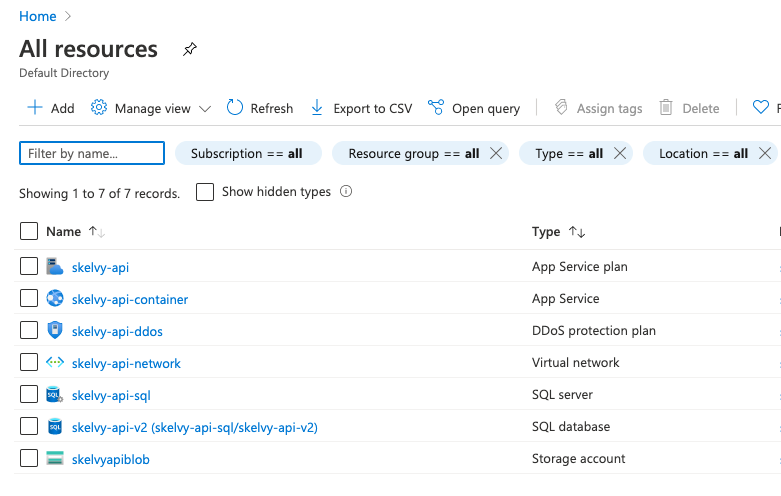 Home
All resources
Default Directory
Add Manage view Refresh Export to CSV Open query Assign tags Delete
Filter by name... Subscription == all Resource group == all Type == all Location == all
Showing 1 to 7 of 7 records. Show hidden types
Name Type
skelvy-api App Service plan
skelvy-api-container App Service
skelvy-api-ddos DDoS protection plan
skelvy-api-network Virtual network
skelvy-api-sql SQL server
skelvy-api-v2 (skelvy-api-sql/skelvy-api-v2) SQL database
skelvyapiblob Storage account